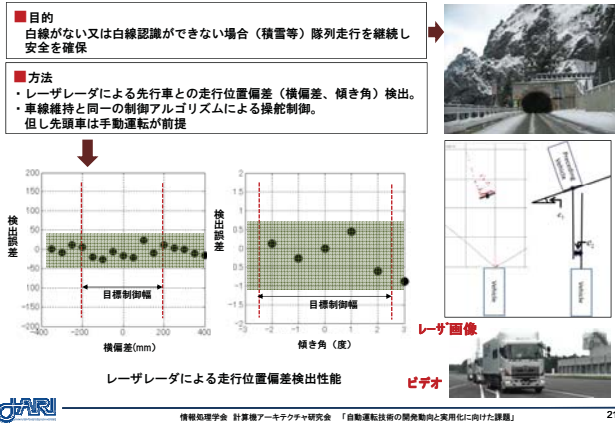 ■目的
白線がない又は白線認識ができない場合（積雪等）隊列走行を継続し
安全を確保
■方法
・レーザレーダによる先行車との走行位置偏差（横偏差、傾き角）検出。
・車線維持と同一の制御アルゴリズムによる操舵制御。
但し先頭車は手動運転が前提
検出誤差
200
150
100
50
0
-50
-100
-150
-200
-400
-200
0
200
400
目標制御幅
横偏差(mm)
検出誤差
2
1.5
1
0.5
0
-0.5
-1
-1.5
-2
-3
-2
-1
0
1
2
3
目標制御幅
傾き角（度）
レーザレーダによる走行位置偏差検出性能
Preceding Vehicle
e1
e2
Vehicle
Vehicle
レーザ画像
ビデオ
JARI
情報処理学会 計算機アーキテクチャ研究会 「自動運転技術の開発動向と実用化に向けた課題」
21